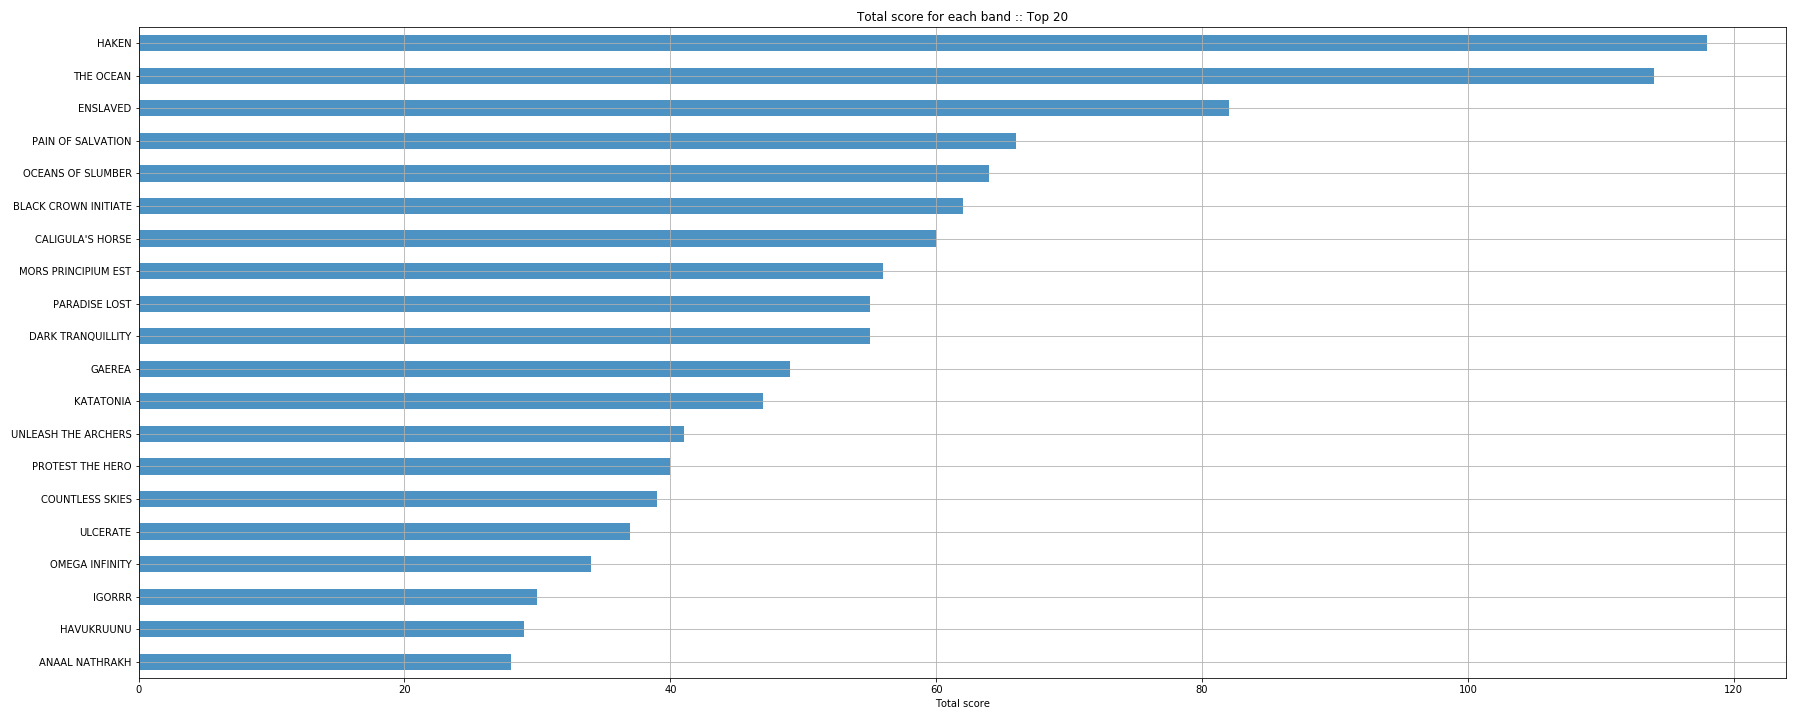 Total score for each band :: Top 20
HAKEN
THE OCEAN
ENSLAVED
PAIN OF SALVATION
OCEANS OF SLUMBER
BLACK CROWN INITIATE
CALIGULA'S HORSE
MORS PRINCIPIUM EST
PARADISE LOST
DARK TRANQUILLITY
GAEREA
KATATONIA
UNLEASH THE ARCHERS
PROTEST THE HERO
COUNTLESS SKIES
ULCERATE
OMEGA INFINITY
IGORRR
HAVUKRUUNU
ANAAL NATHRAKH
0 20 40 60 80 100 120
Total score